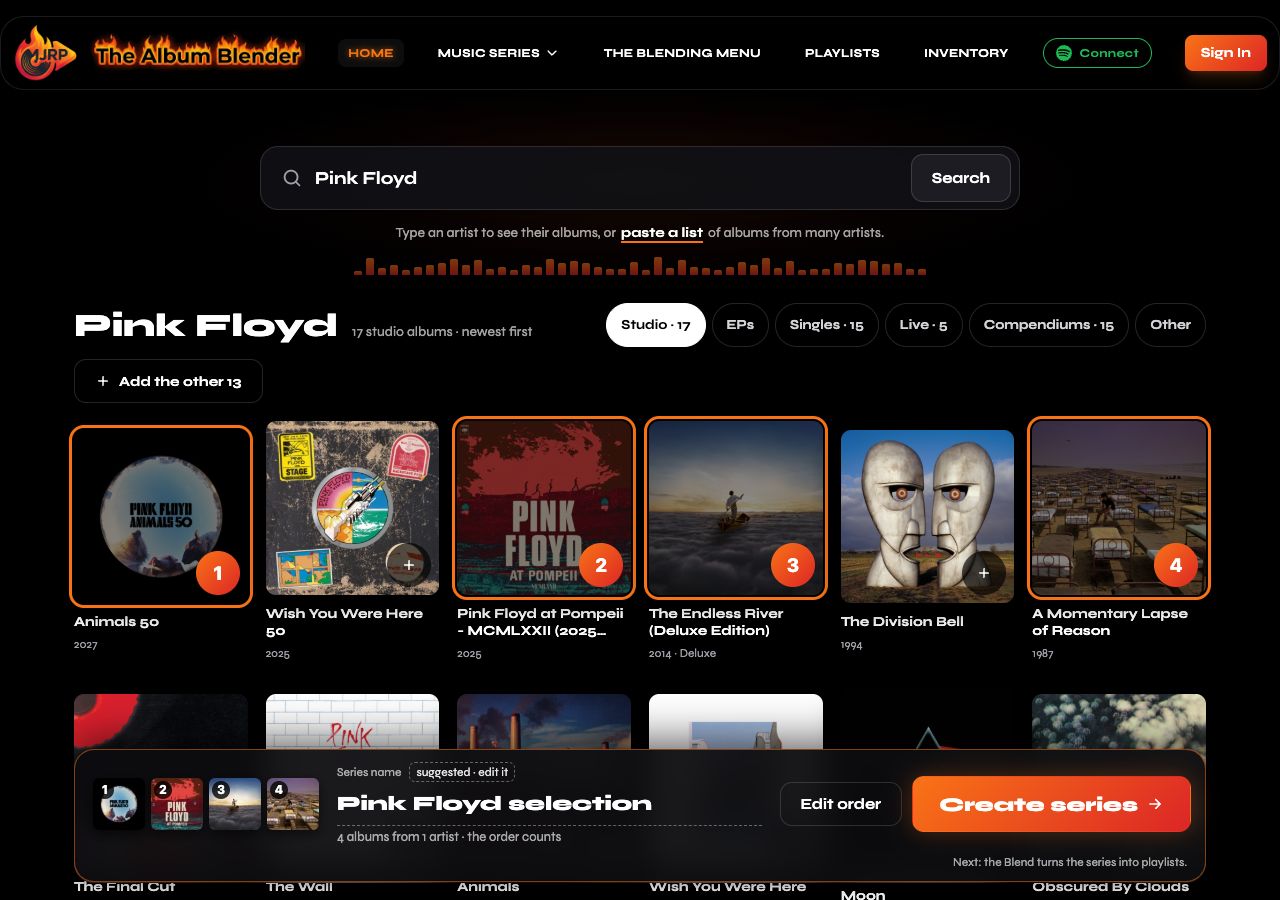 JRP The Album Blender HOME MUSIC SERIES THE BLENDING MENU PLAYLISTS INVENTORY Connect Sign In
Pink Floyd Search
Type an artist to see their albums, or paste a list of albums from many artists.
Pink Floyd 17 studio albums · newest first Studio · 17 EPs Singles · 15 Live · 5 Compendiums · 15 Other
+ Add the other 13
PINK FLOYD
ANIMALS 50
1
STAGE
+
PINK
FLOYD
AT POMPEII
2
3
+
4
Animals 50
2027
Wish You Were Here
50
2025
Pink Floyd at Pompeii
- MCMLXXII (2025...
2025
The Endless River
(Deluxe Edition)
2014 · Deluxe
The Division Bell
1994
A Momentary Lapse
of Reason
1987
PINK
1 2 3 4
Series name suggested · edit it
Pink Floyd selection
4 albums from 1 artist · the order counts
Edit order
Create series →
Next: the Blend turns the series into playlists.
The Final Cut
The Wall
Animals
Wish You Were Here
Moon
Obscured By Clouds